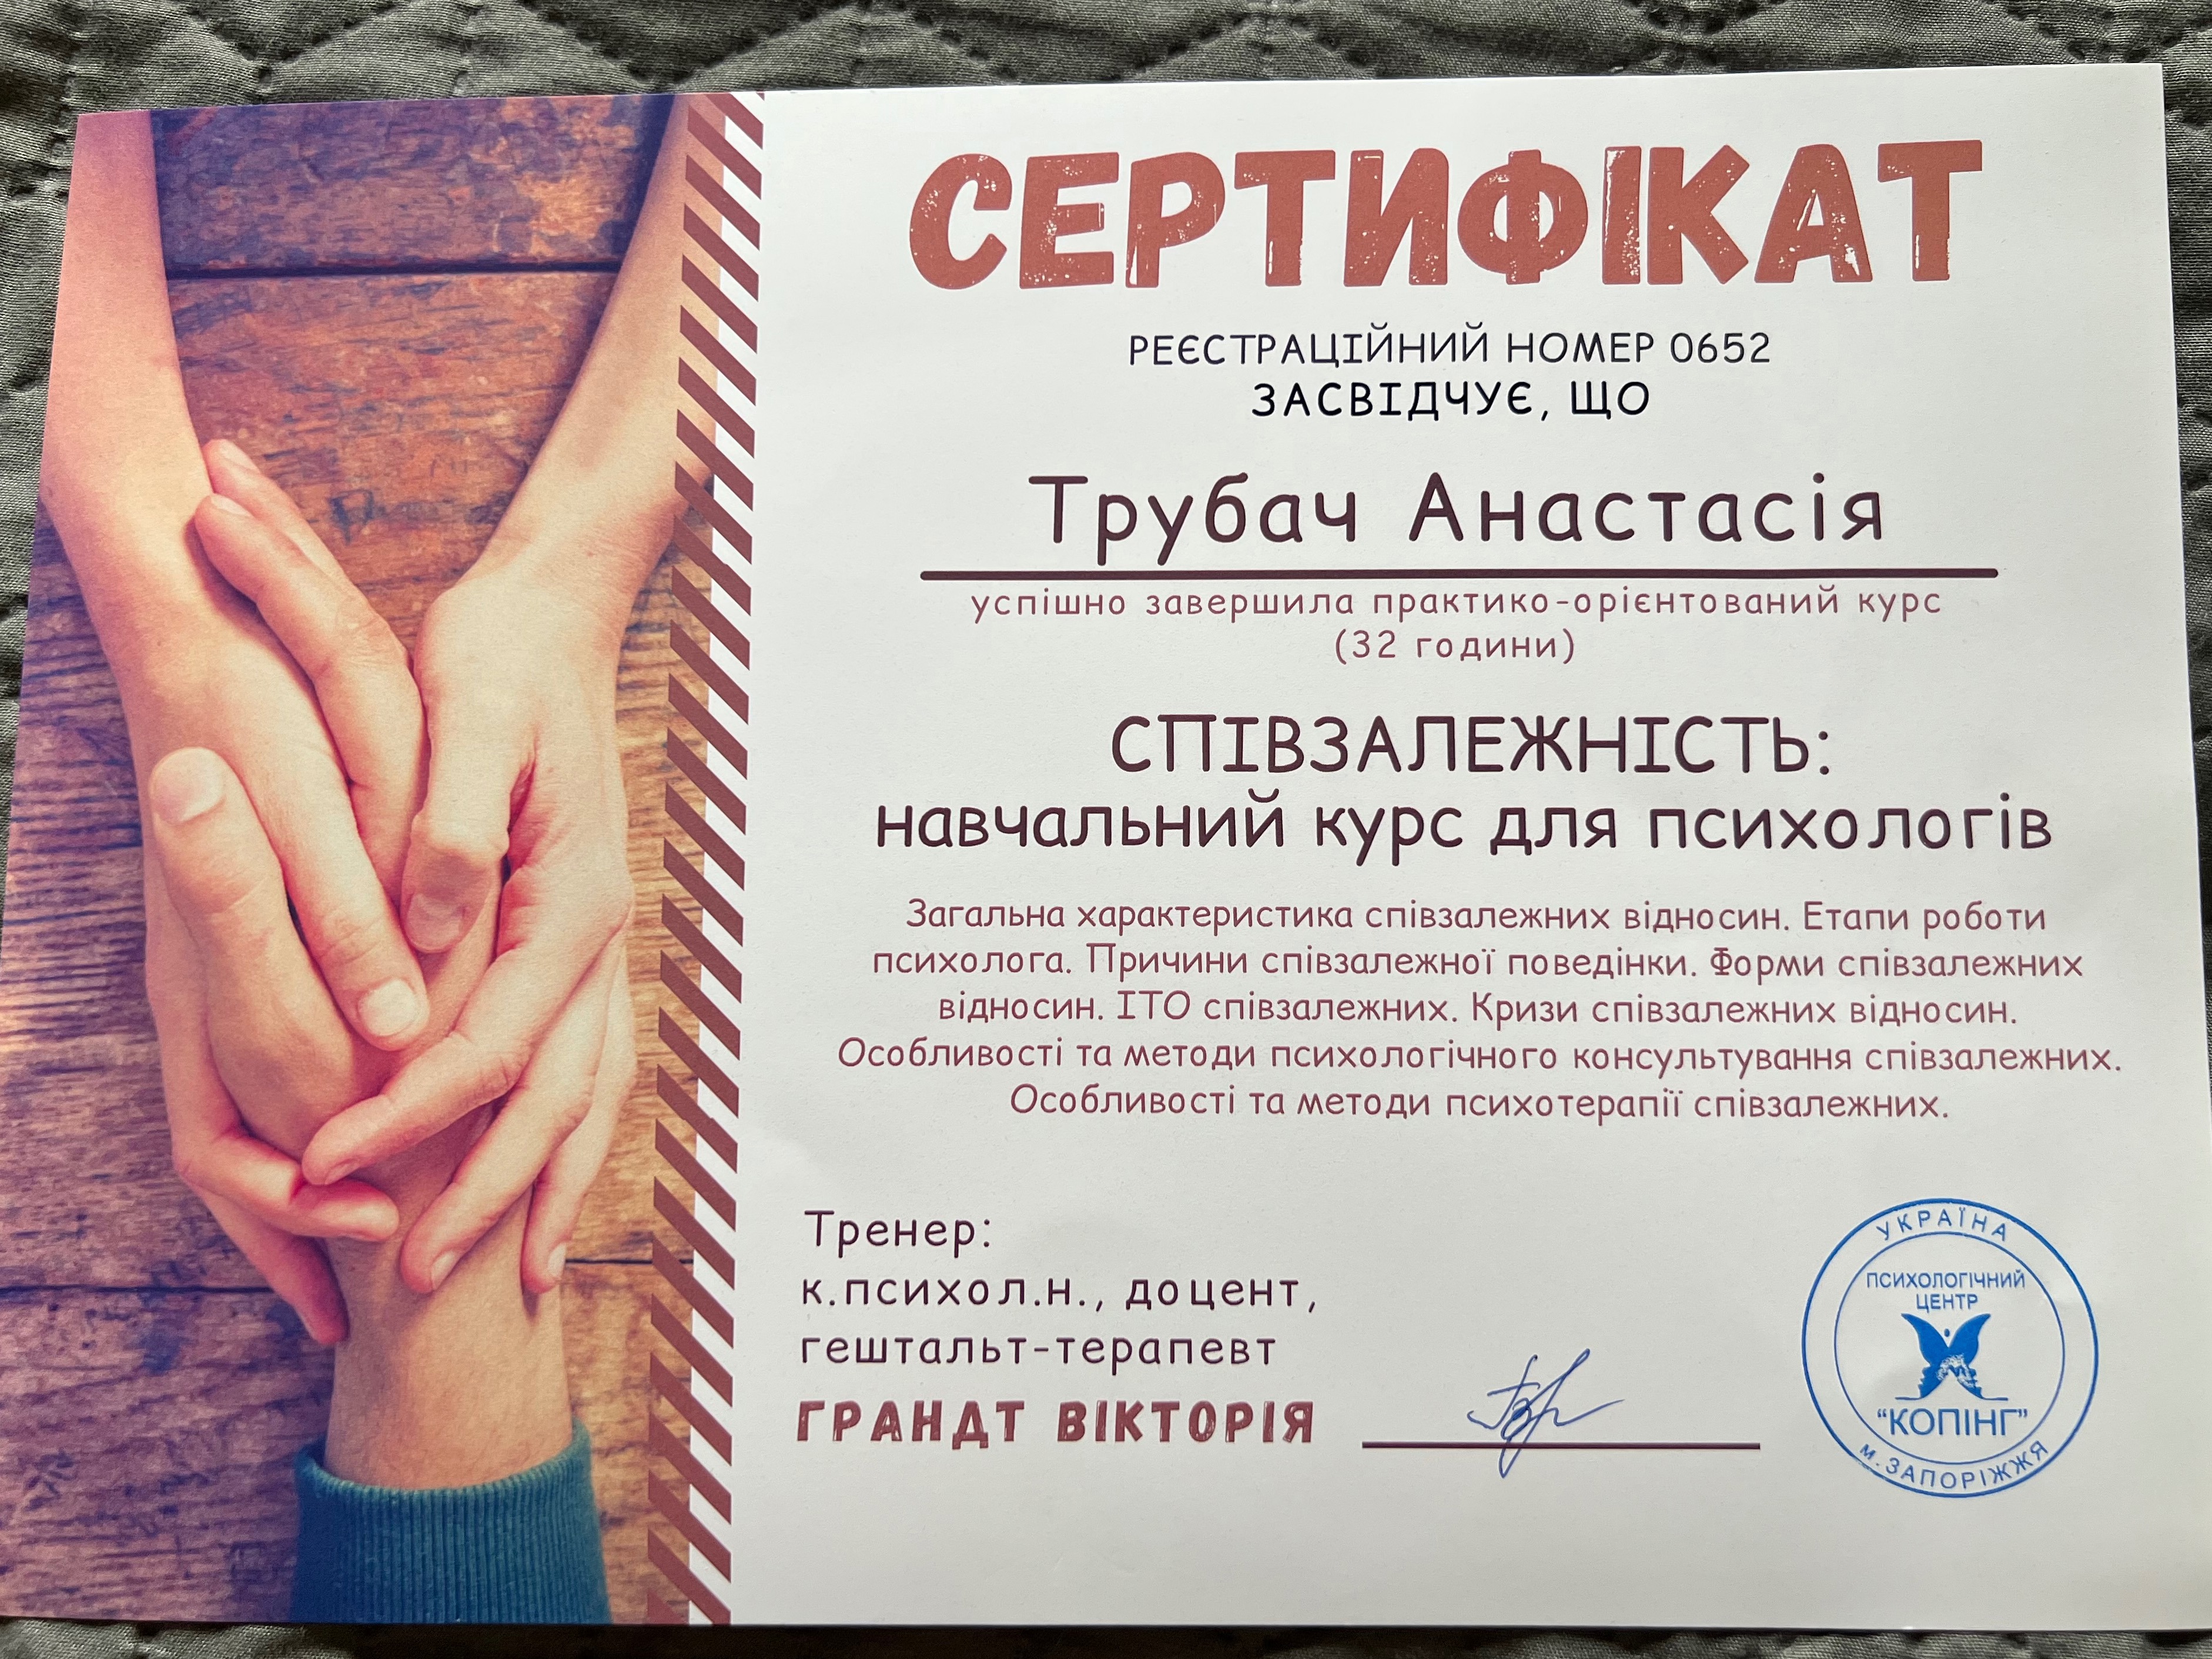 СЕРТИФІКАТ
РЕЄСТРАЦІЙНИЙ НОМЕР 0652
ЗАСВІДЧУЄ, ЩО
Трубач Анастасія
успішно завершила практико-орієнтований курс
(32 години)
СПІВЗАЛЕЖНІСТЬ:
навчальний курс для психологів
Загальна характеристика співзалежних відносин. Етапи роботи
психолога. Причини співзалежної поведінки. Форми співзалежних
відносин. ІТО співзалежних. Кризи співзалежних відносин.
Особливості та методи психологічного консультування співзалежних.
Особливості та методи психотерапії співзалежних.
Тренер:
к.психол.н., доцент,
гештальт-терапевт
ГРАНДТ ВІКТОРІЯ
УКРАЇНА
ПСИХОЛОГІЧНИЙ
ЦЕНТР
"КОПІНГ"
м. ЗАПОРІЖЖЯ